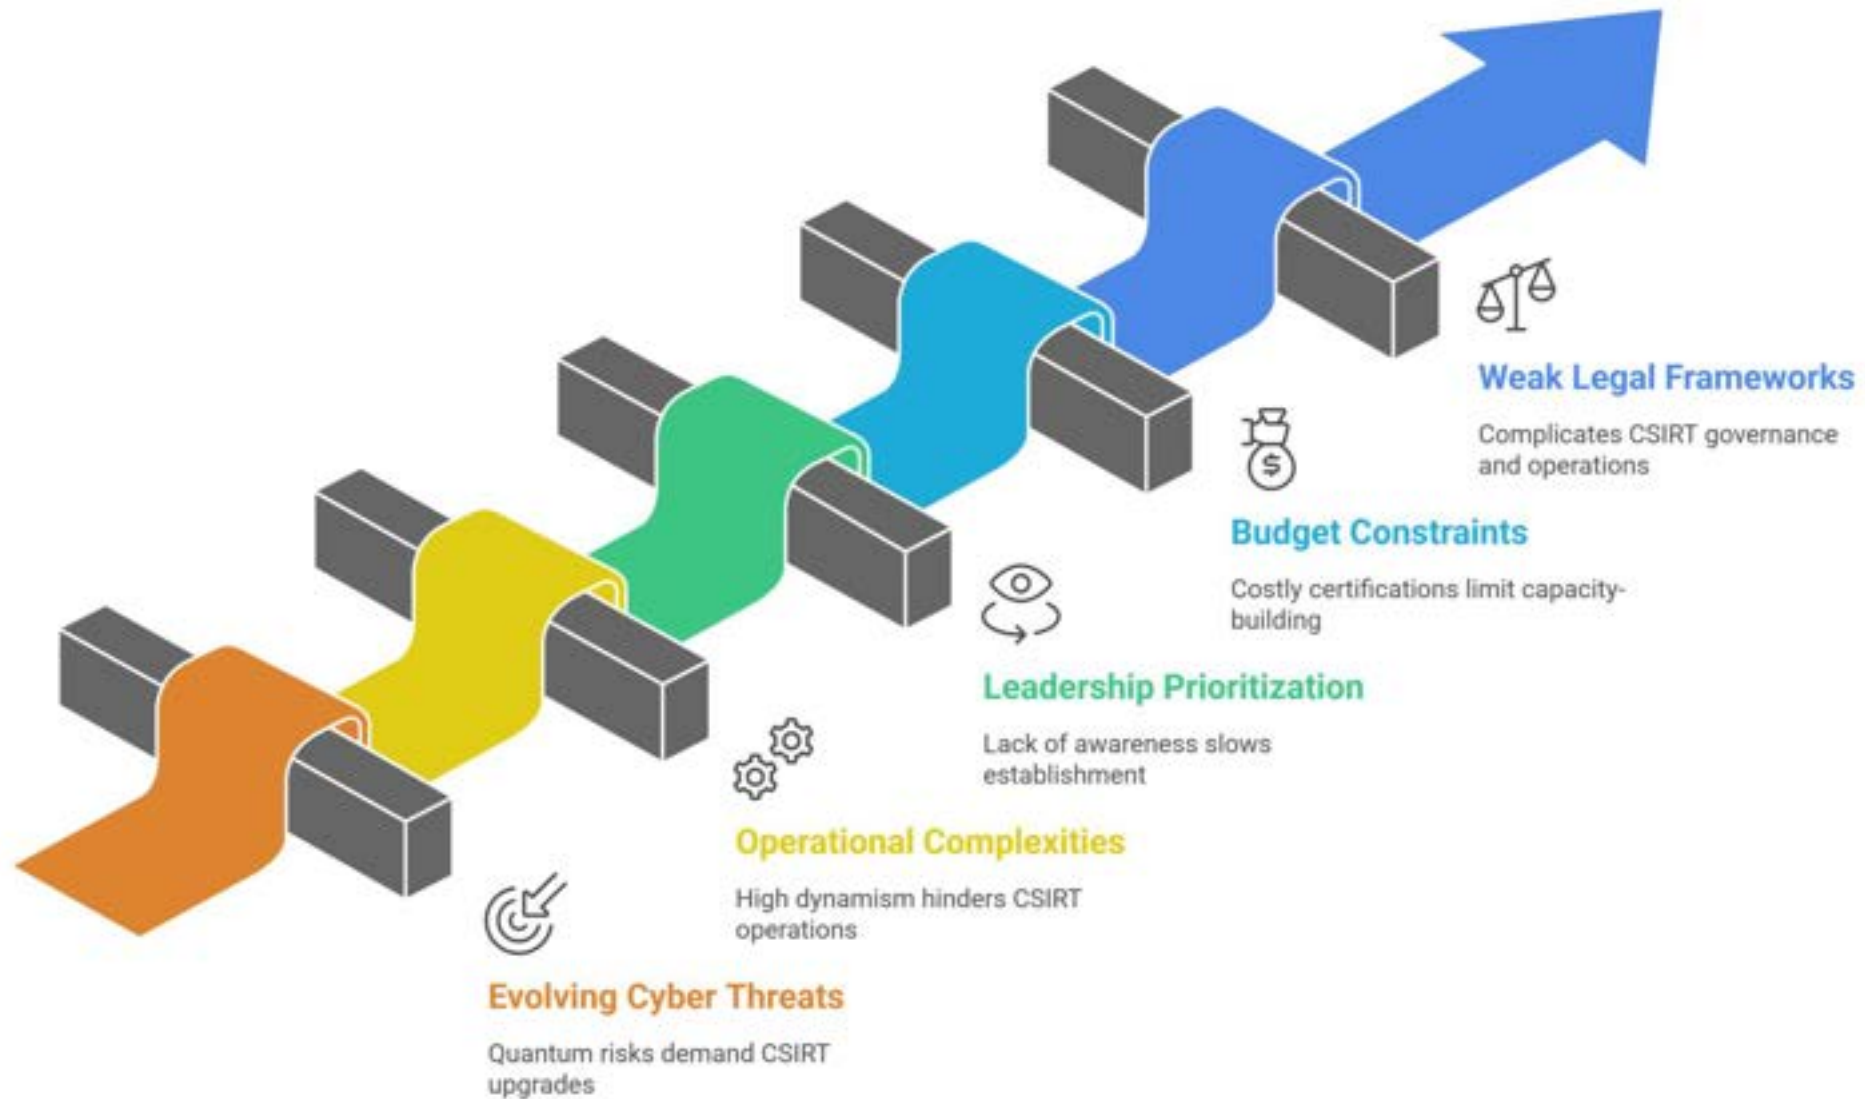 Weak Legal Frameworks
Complicates CSIRT governance
and operations
Budget Constraints
Costly certifications limit capacity-
building
Leadership Prioritization
Lack of awareness slows
establishment
Operational Complexities
High dynamism hinders CSIRT
operations
Evolving Cyber Threats
Quantum risks demand CSIRT
upgrades
$